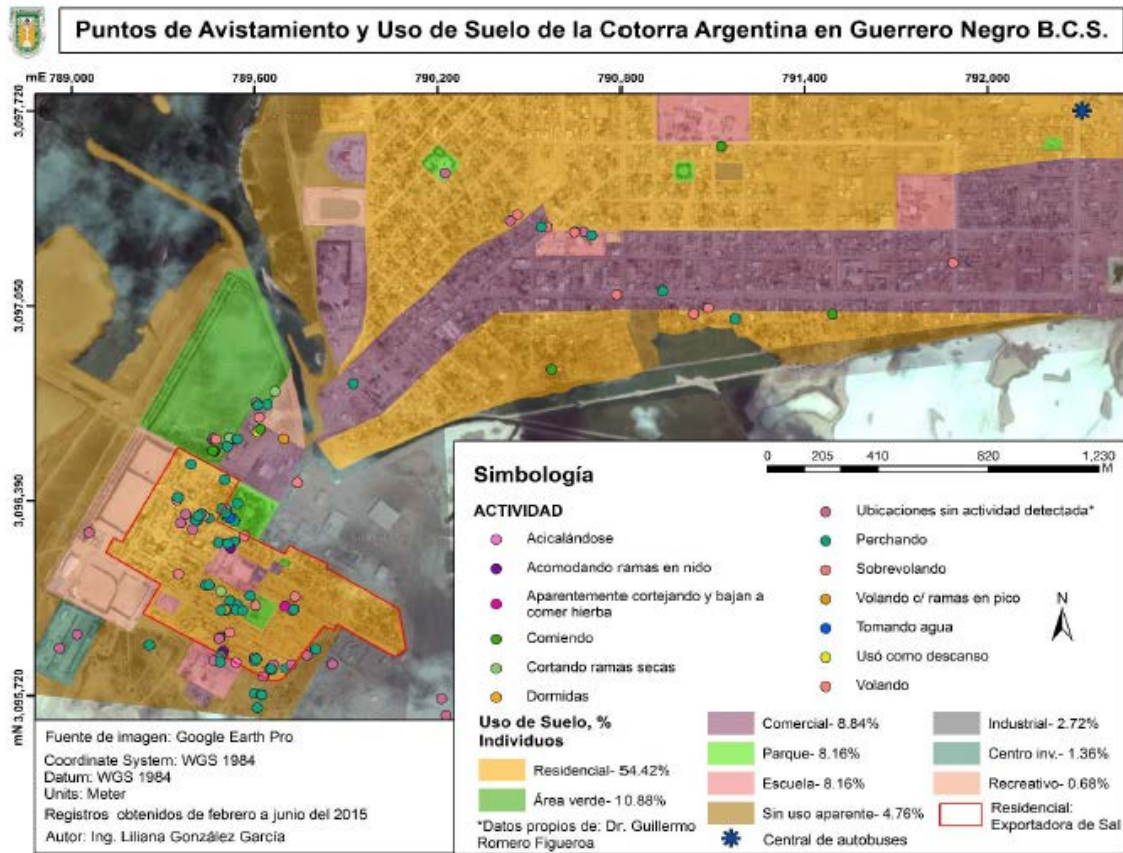 Puntos de Avistamiento y Uso de Suelo de la Cotorra Argentina en Guerrero Negro B.C.S.
mE 789,000
789,600
790,200
790,800
791,400
792,000
3,097,720
3,097,050
3,096,390
3,095,720
mN
Simbología
0 205 410 820 1,230
M
ACTIVIDAD
Acicalándose
Acomodando ramas en nido
Aparentemente cortejando y bajan a
comer hierba
Comiendo
Cortando ramas secas
Dormidas
Ubicaciones sin actividad detectada*
Perchando
Sobrevolando
Volando c/ ramas en pico
Tomando agua
Usó como descanso
Volando
N
Uso de Suelo, %
Individuos
Residencial- 54.42%
Área verde- 10.88%
*Datos propios de: Dr. Guillermo
Romero Figueroa
Comercial- 8.84%
Parque- 8.16%
Escuela- 8.16%
Sin uso aparente- 4.76%
Central de autobuses
Industrial- 2.72%
Centro inv.- 1.36%
Recreativo- 0.68%
Residencial:
Exportadora de Sal
Fuente de imagen: Google Earth Pro
Coordinate System: WGS 1984
Datum: WGS 1984
Units: Meter
Registros obtenidos de febrero a junio del 2015
Autor: Ing. Liliana González García